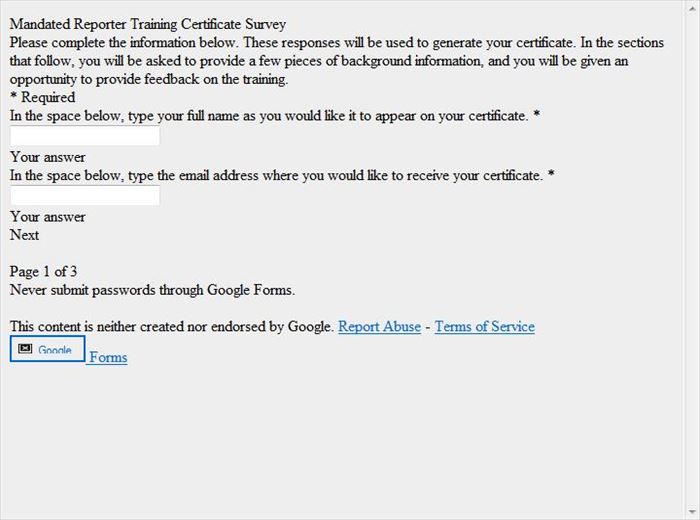 Mandated Reporter Training Certificate Survey
Please complete the information below. These responses will be used to generate your certificate. In the sections
that follow, you will be asked to provide a few pieces of background information, and you will be given an
opportunity to provide feedback on the training.
* Required
In the space below, type your full name as you would like it to appear on your certificate. *
Your answer
In the space below, type the email address where you would like to receive your certificate. *
Your answer
Next
Page 1 of 3
Never submit passwords through Google Forms.
This content is neither created nor endorsed by Google. Report Abuse - Terms of Service
Google Forms